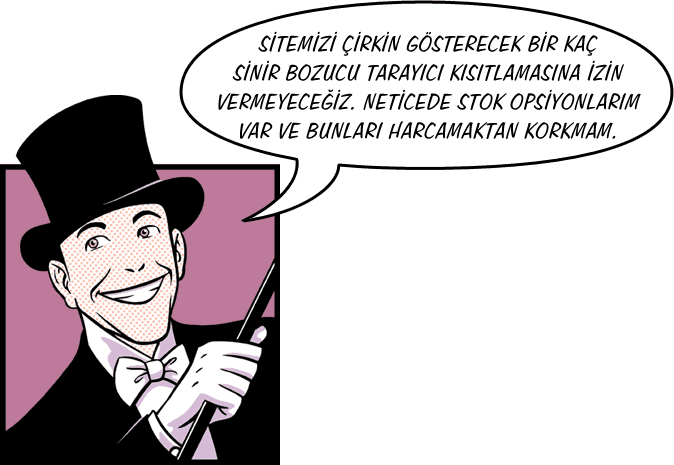 SİTEMİZİ ÇİRKİN GÖSTERECEK BİR KAÇ
SİNİR BOZUCU TARAYICI KISITLAMASINA İZİN
VERMEYECEĞİZ. NETİCEDE STOK OPSİYONLARIM
VAR VE BUNLARI HARCAMAKTAN KORKMAM.